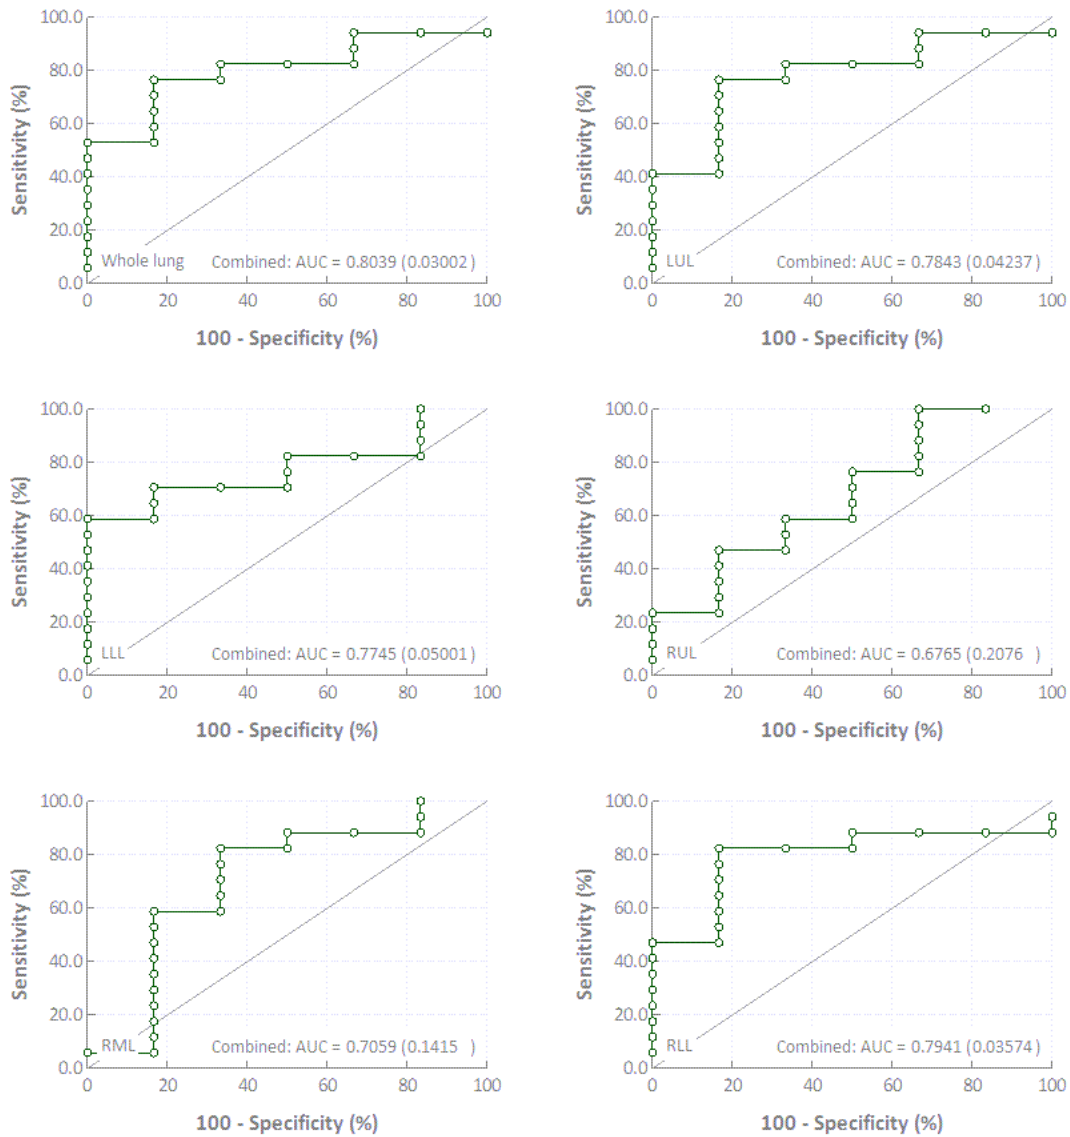 100.0 100.0
80.0 80.0
60.0 60.0
40.0 40.0
20.0 20.0
0.0 0.0
Sensitivity (%) Sensitivity (%)
Whole lung Combined: AUC = 0.8039 (0.03002 ) LUL Combined: AUC = 0.7843 (0.04237)
0 20 40 60 80 100 0 20 40 60 80 100
100 - Specificity (%) 100 - Specificity (%)
100.0 100.0
80.0 80.0
60.0 60.0
40.0 40.0
20.0 20.0
0.0 0.0
Sensitivity (%) Sensitivity (%)
LLL Combined: AUC = 0.7745 (0.05001 ) RUL Combined: AUC = 0.6765 (0.2076 )
0 20 40 60 80 100 0 20 40 60 80 100
100 - Specificity (%) 100 - Specificity (%)
100.0 100.0
80.0 80.0
60.0 60.0
40.0 40.0
20.0 20.0
0.0 0.0
Sensitivity (%) Sensitivity (%)
RML Combined: AUC = 0.7059 (0.1415 ) RLL Combined: AUC = 0.7941 (0.03574 )
0 20 40 60 80 100 0 20 40 60 80 100
100 - Specificity (%) 100 - Specificity (%)